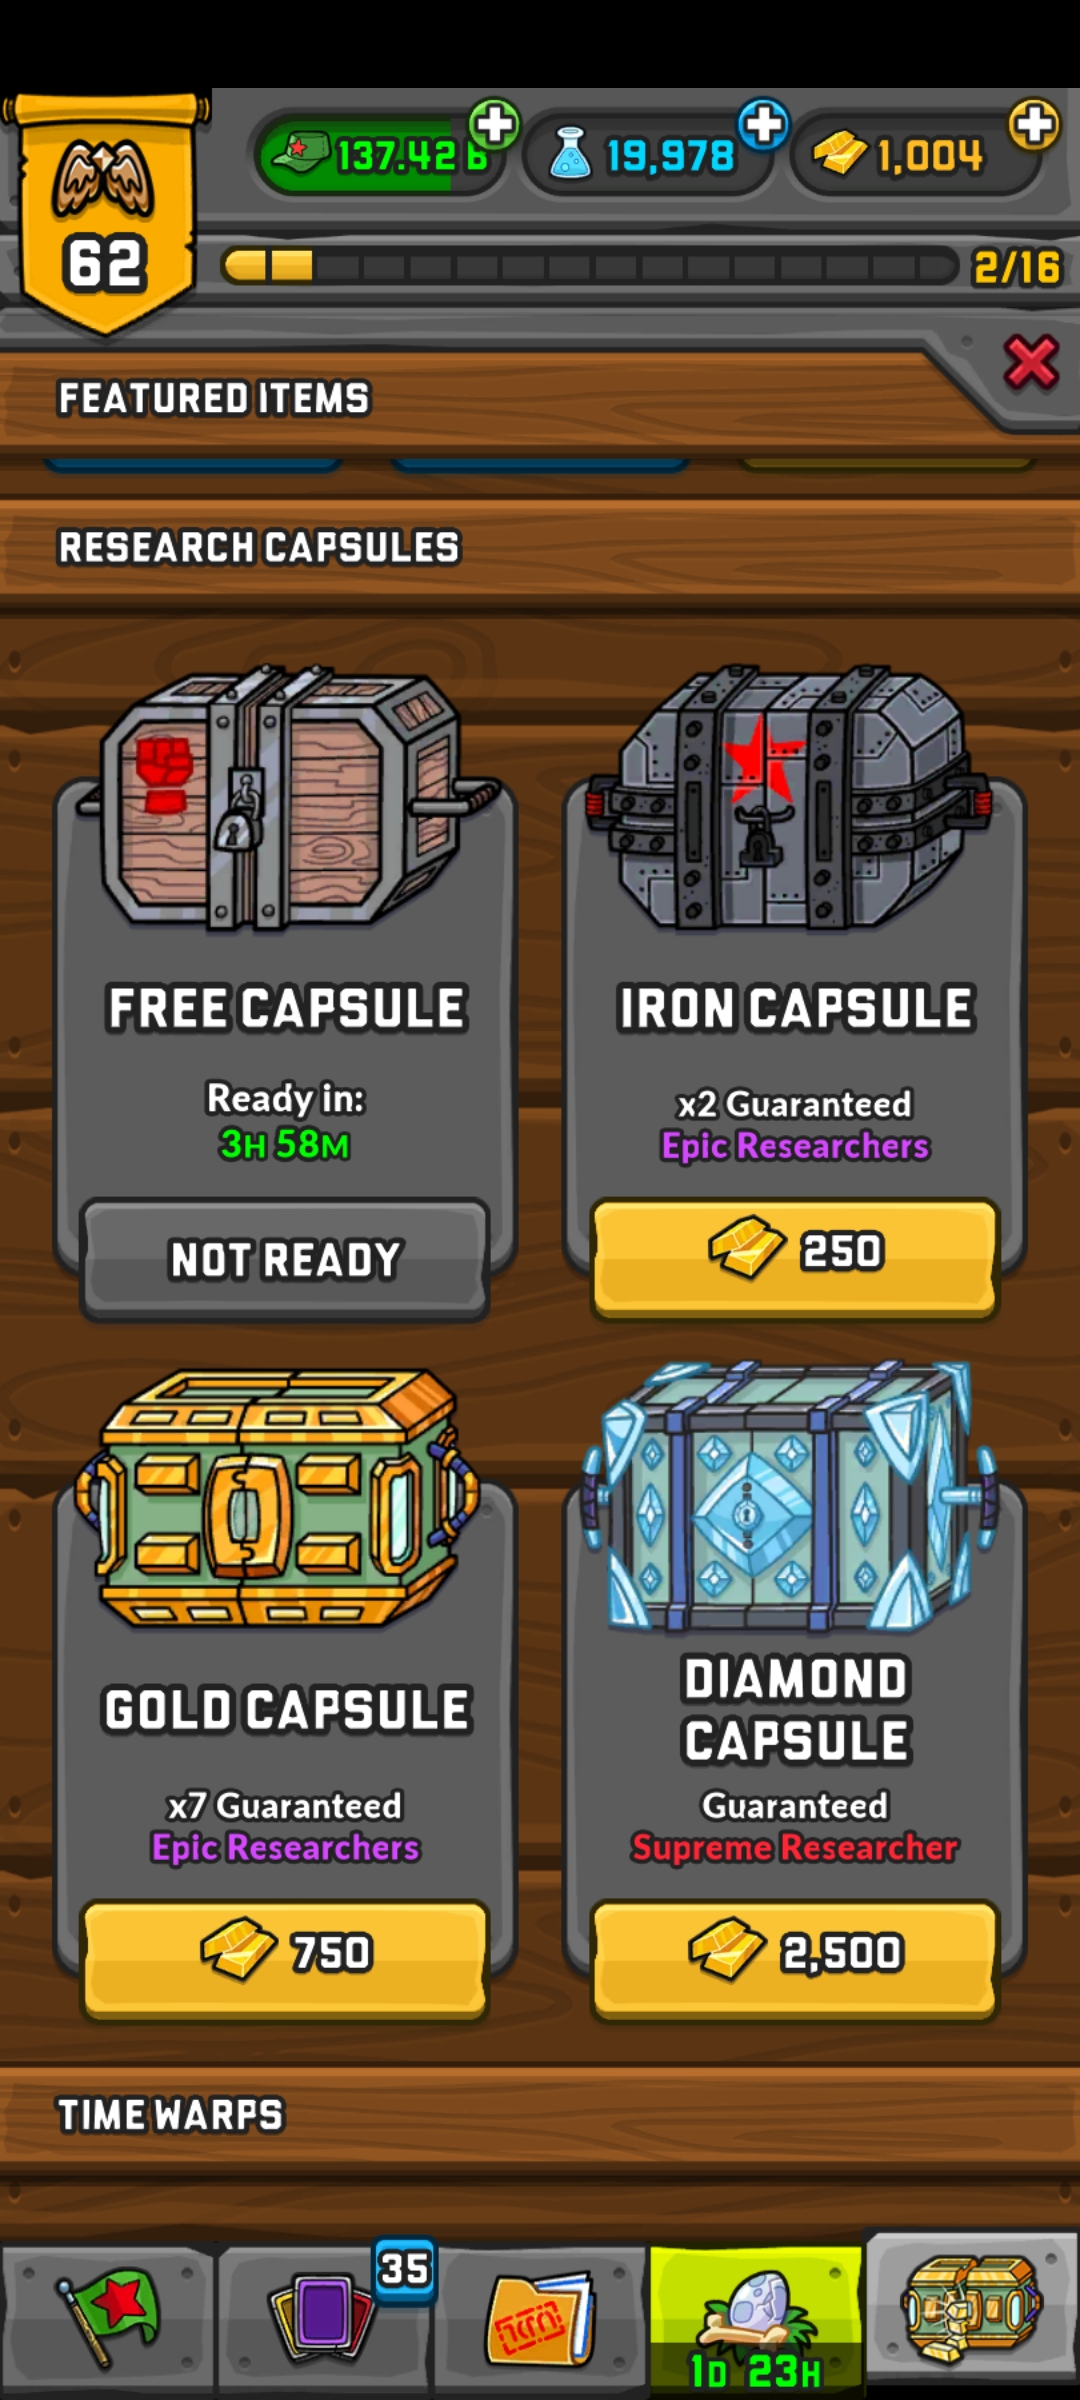 137.42 B
19,978
1,004
62
2/16
FEATURED ITEMS
RESEARCH CAPSULES
FREE CAPSULE
Ready in:
3H 58M
NOT READY
IRON CAPSULE
x2 Guaranteed
Epic Researchers
250
GOLD CAPSULE
x7 Guaranteed
Epic Researchers
750
DIAMOND
CAPSULE
Guaranteed
Supreme Researcher
2,500
TIME WARPS
35
1D 23H